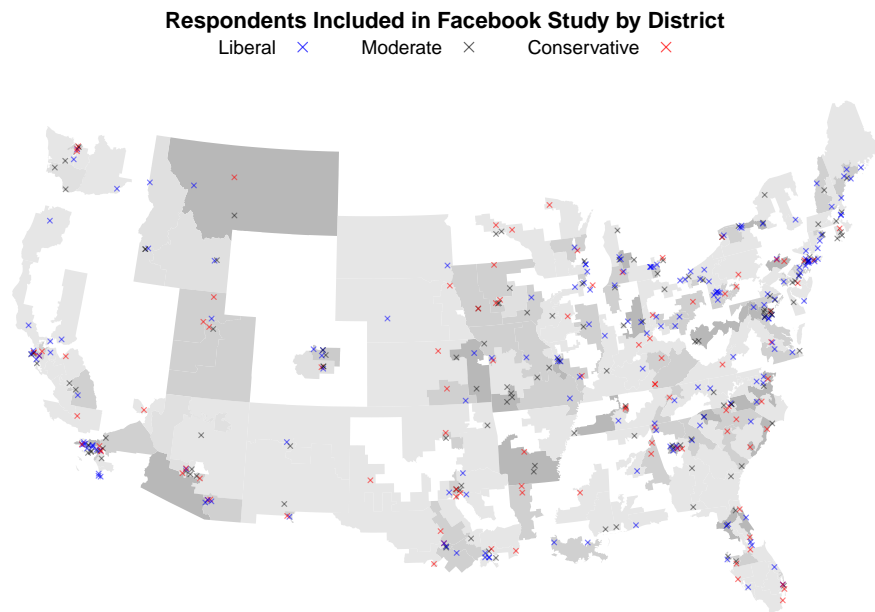 Respondents Included in Facebook Study by District
Liberal × Moderate × Conservative ×